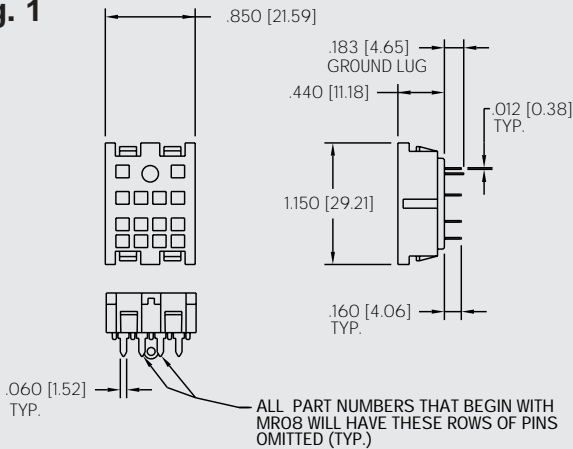 g. 1
.850 [21.59]
.183 [4.65]
GROUND LUG
.440 [11.18]
.012 [0.38]
TYP.
1.150 [29.21]
.160 [4.06]
TYP.
.060 [1.52]
TYP.
ALL PART NUMBERS THAT BEGIN WITH
MR08 WILL HAVE THESE ROWS OF PINS
OMITTED (TYP.)